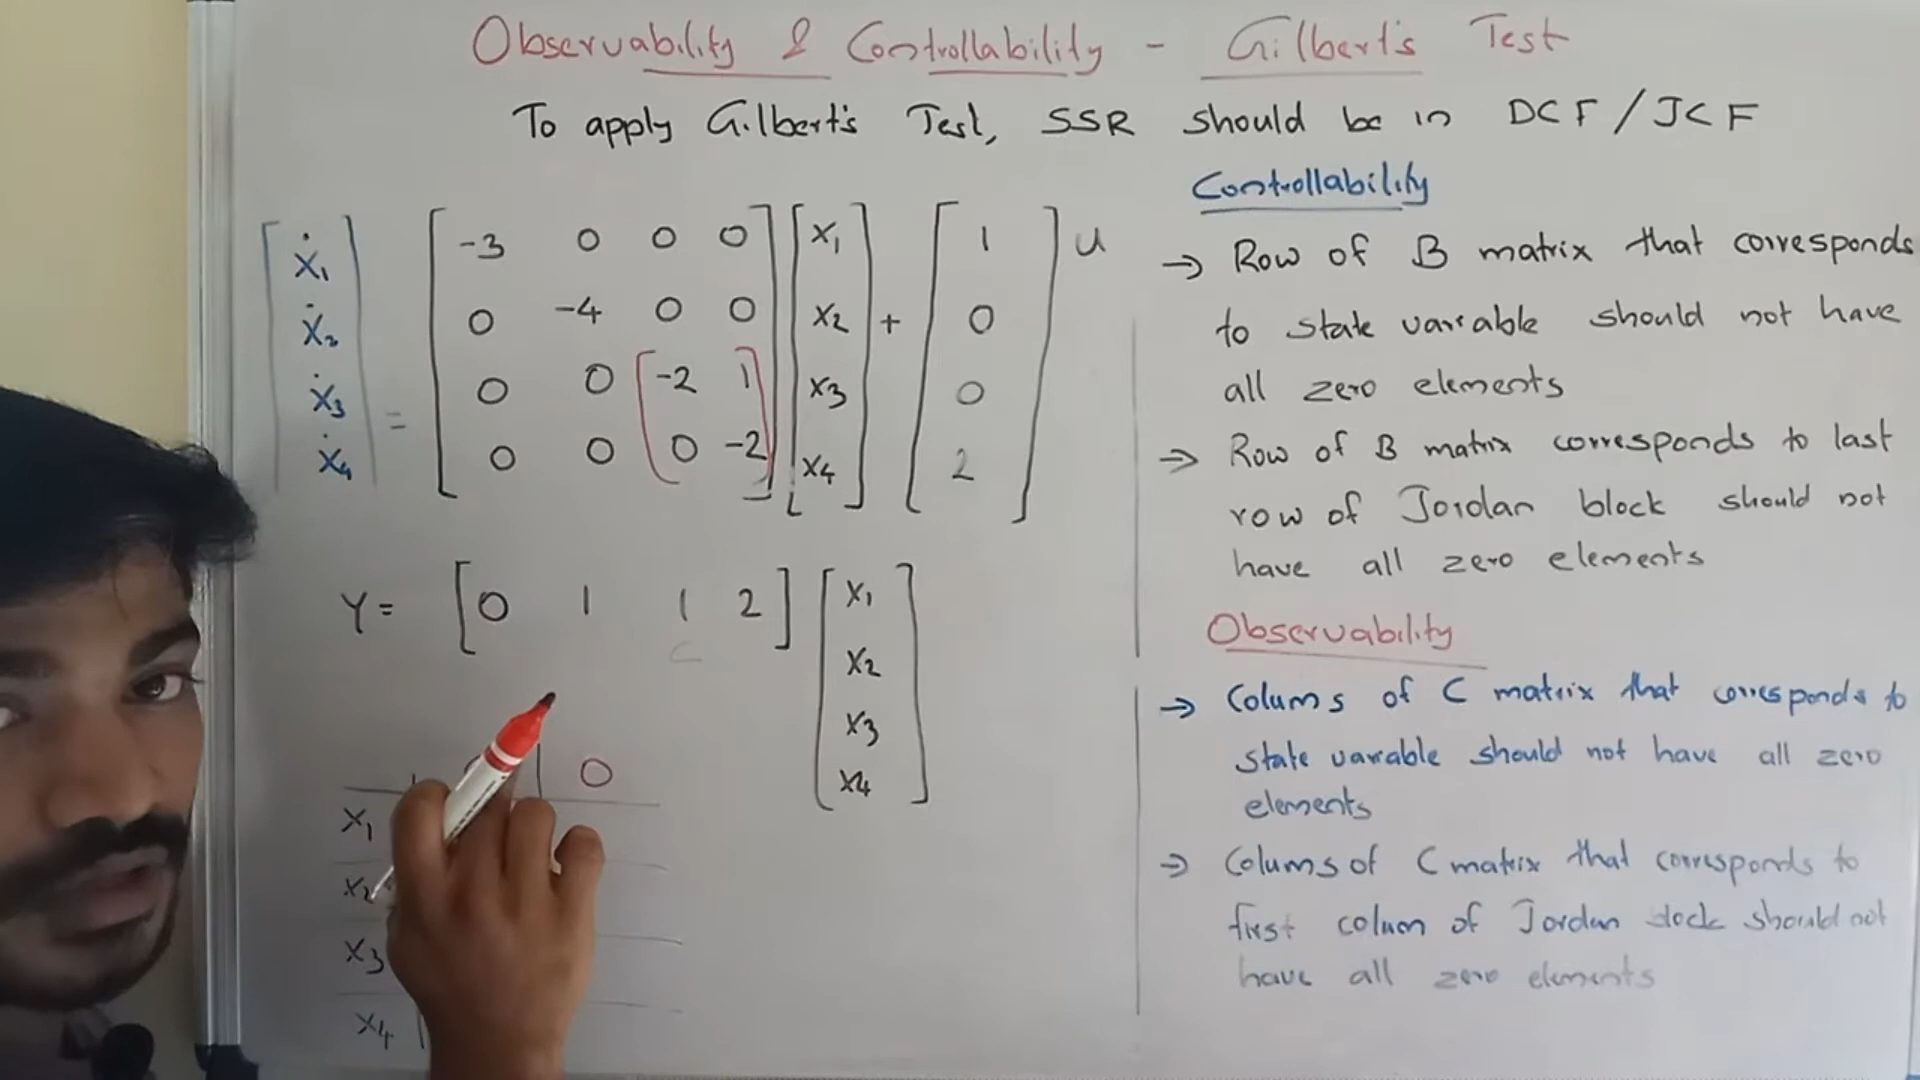 Observability & Controllability - Gilbert's Test
To apply Gilbert's Test, SSR should be in DCF / JCF
ẋ₁ -3 0 0 0 x₁ 1 u
ẋ₂ 0 -4 0 0 x₂ + 0
ẋ₃ = 0 0 -2 1 x₃ 0
ẋ₄ 0 0 0 -2 x₄ 2
Y = [0 1 1 2] x₁
x₂
x₃
x₄
O
x₁
x₂
x₃
x₄
Controllability
→ Row of B matrix that corresponds
to state variable should not have
all zero elements
→ Row of B matrix corresponds to last
row of Jordan block should not
have all zero elements
Observability
→ Colums of C matrix that corresponds to
state variable should not have all zero
elements
→ Colums of C matrix that corresponds to
first colum of Jordan block should not
have all zero elements